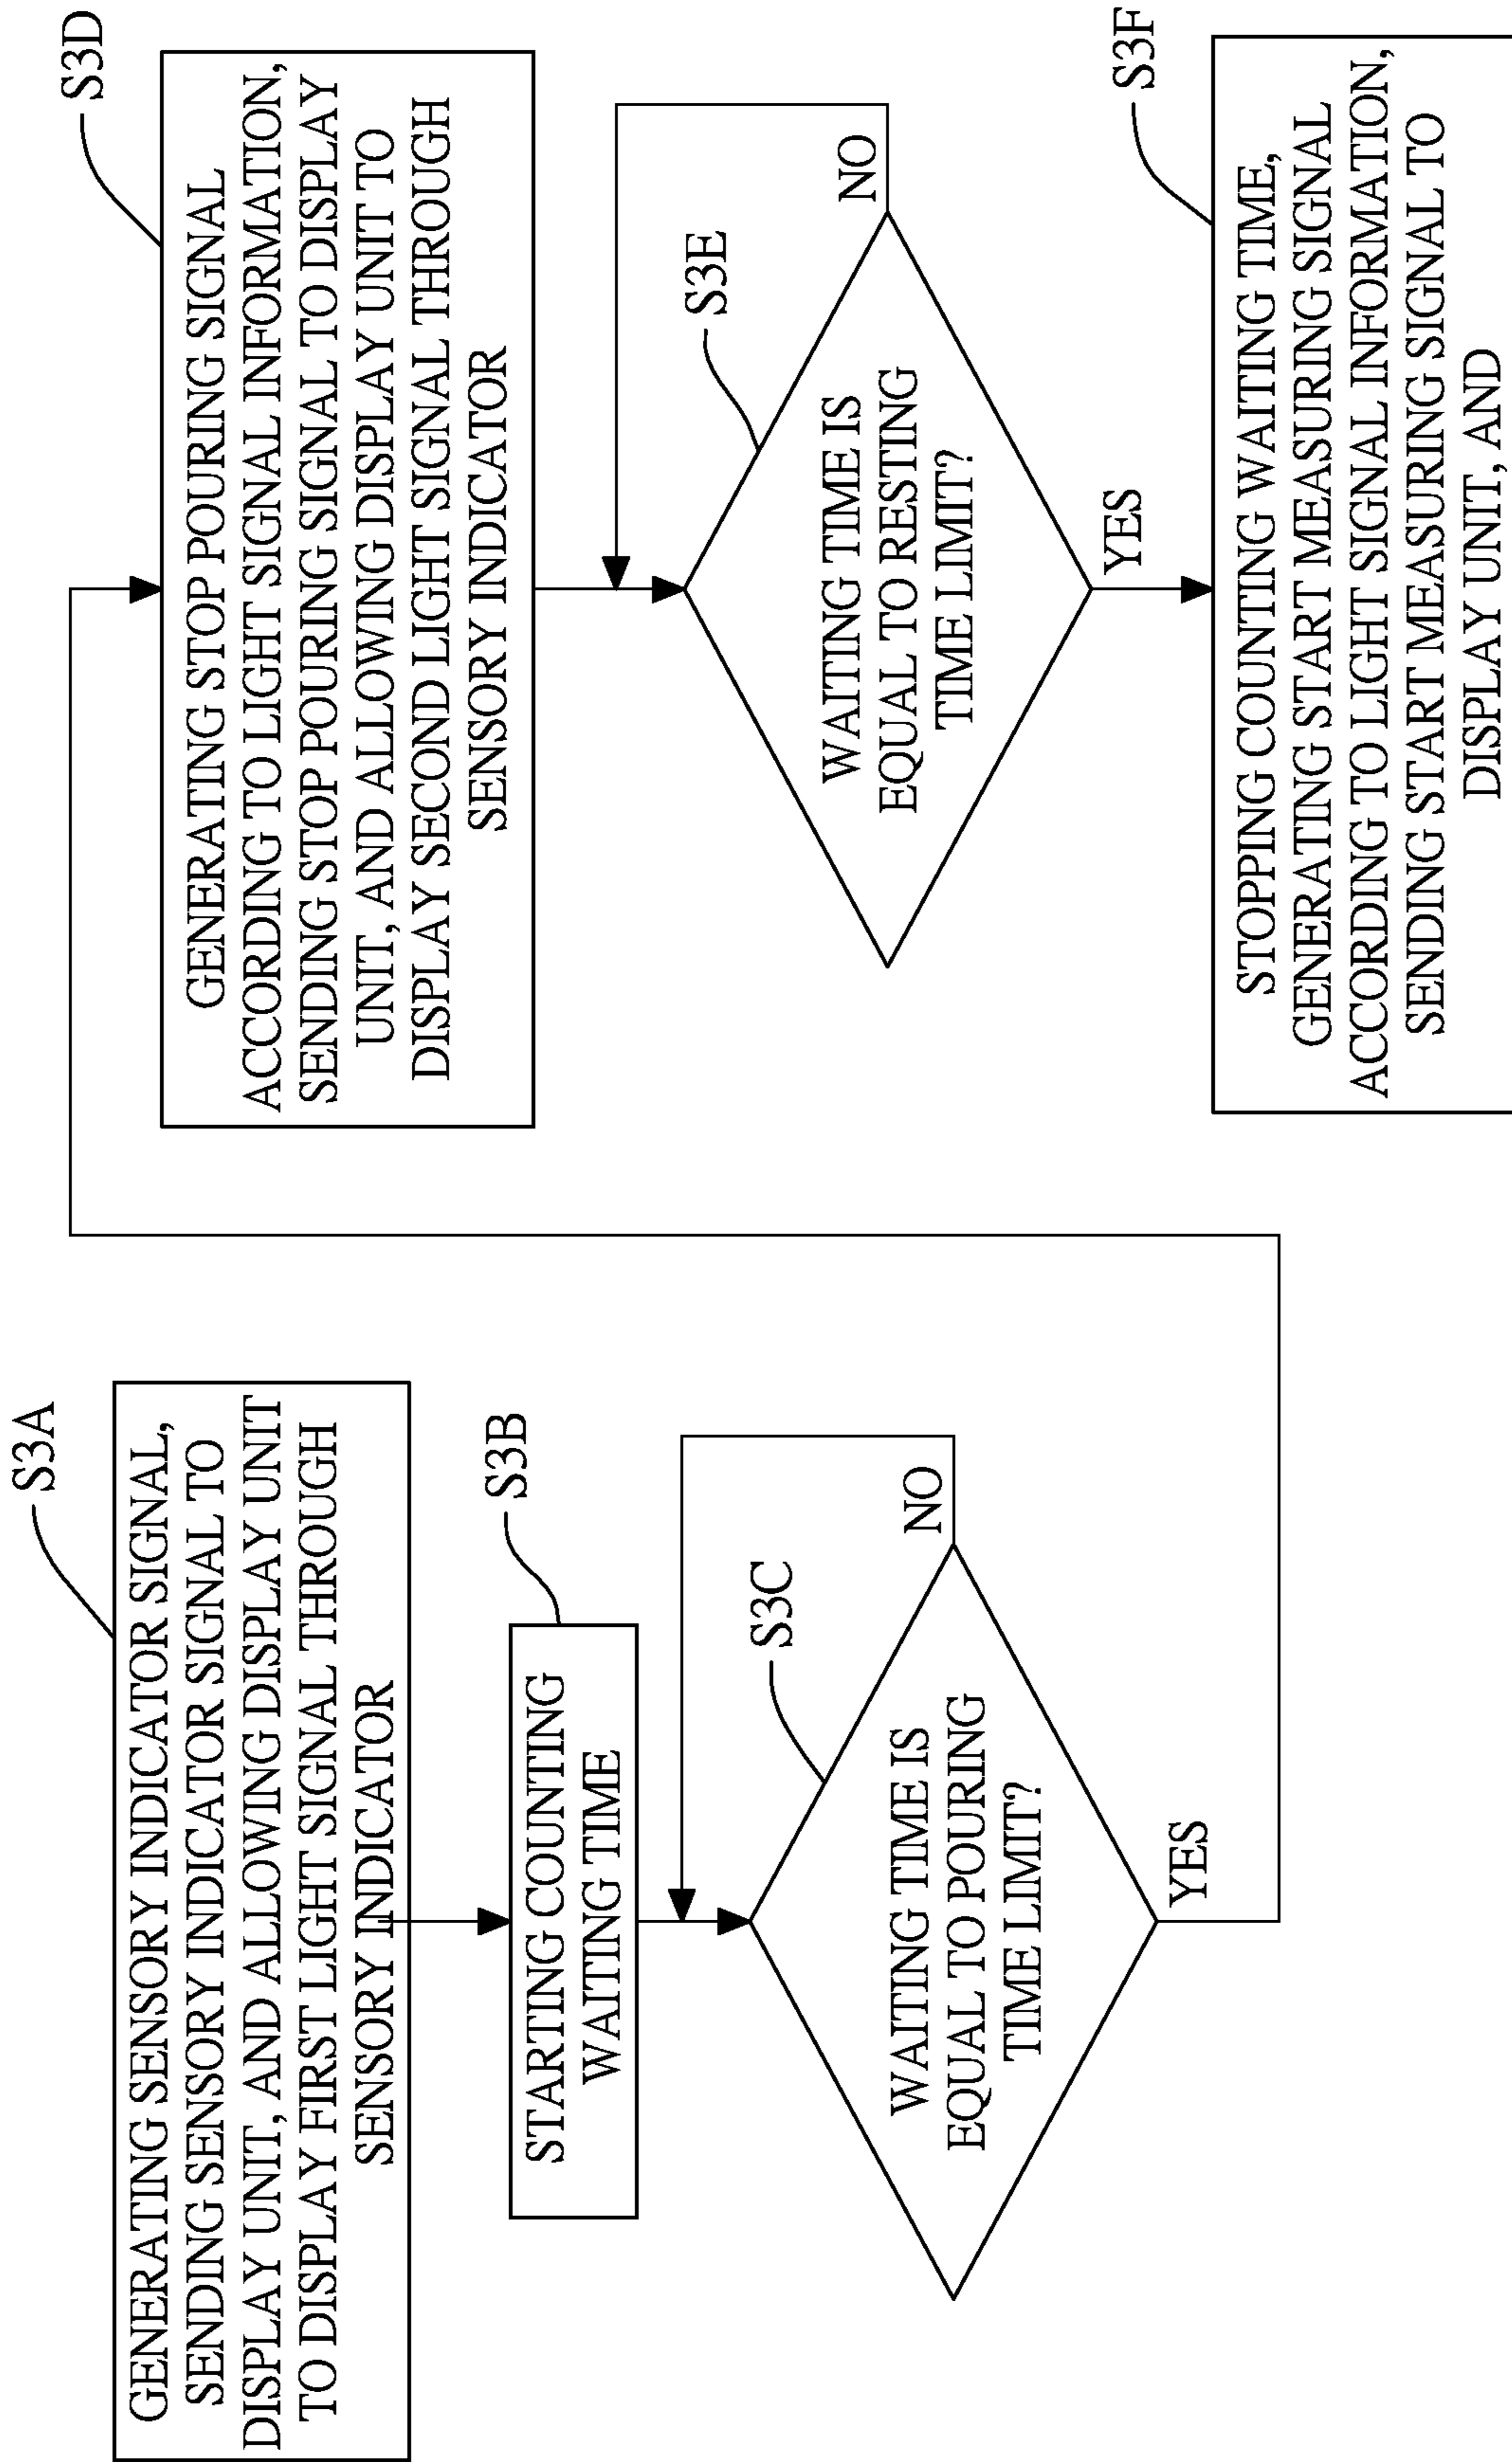 S3A
GENERATING SENSORY INDICATOR SIGNAL,
SENDING SENSORY INDICATOR SIGNAL TO
DISPLAY UNIT, AND ALLOWING DISPLAY UNIT
TO DISPLAY FIRST LIGHT SIGNAL THROUGH
SENSORY INDICATOR
S3B
STARTING COUNTING
WAITING TIME
S3C
NO
WAITING TIME IS
EQUAL TO POURING
TIME LIMIT?
YES
S3D
GENERATING STOP POURING SIGNAL
ACCORDING TO LIGHT SIGNAL INFORMATION,
SENDING STOP POURING SIGNAL TO DISPLAY
UNIT, AND ALLOWING DISPLAY UNIT TO
DISPLAY SECOND LIGHT SIGNAL THROUGH
SENSORY INDICATOR
S3E
NO
WAITING TIME IS
EQUAL TO RESTING
TIME LIMIT?
YES
S3F
STOPPING COUNTING WAITING TIME,
GENERATING START MEASURING SIGNAL
ACCORDING TO LIGHT SIGNAL INFORMATION,
SENDING START MEASURING SIGNAL TO
DISPLAY UNIT, AND